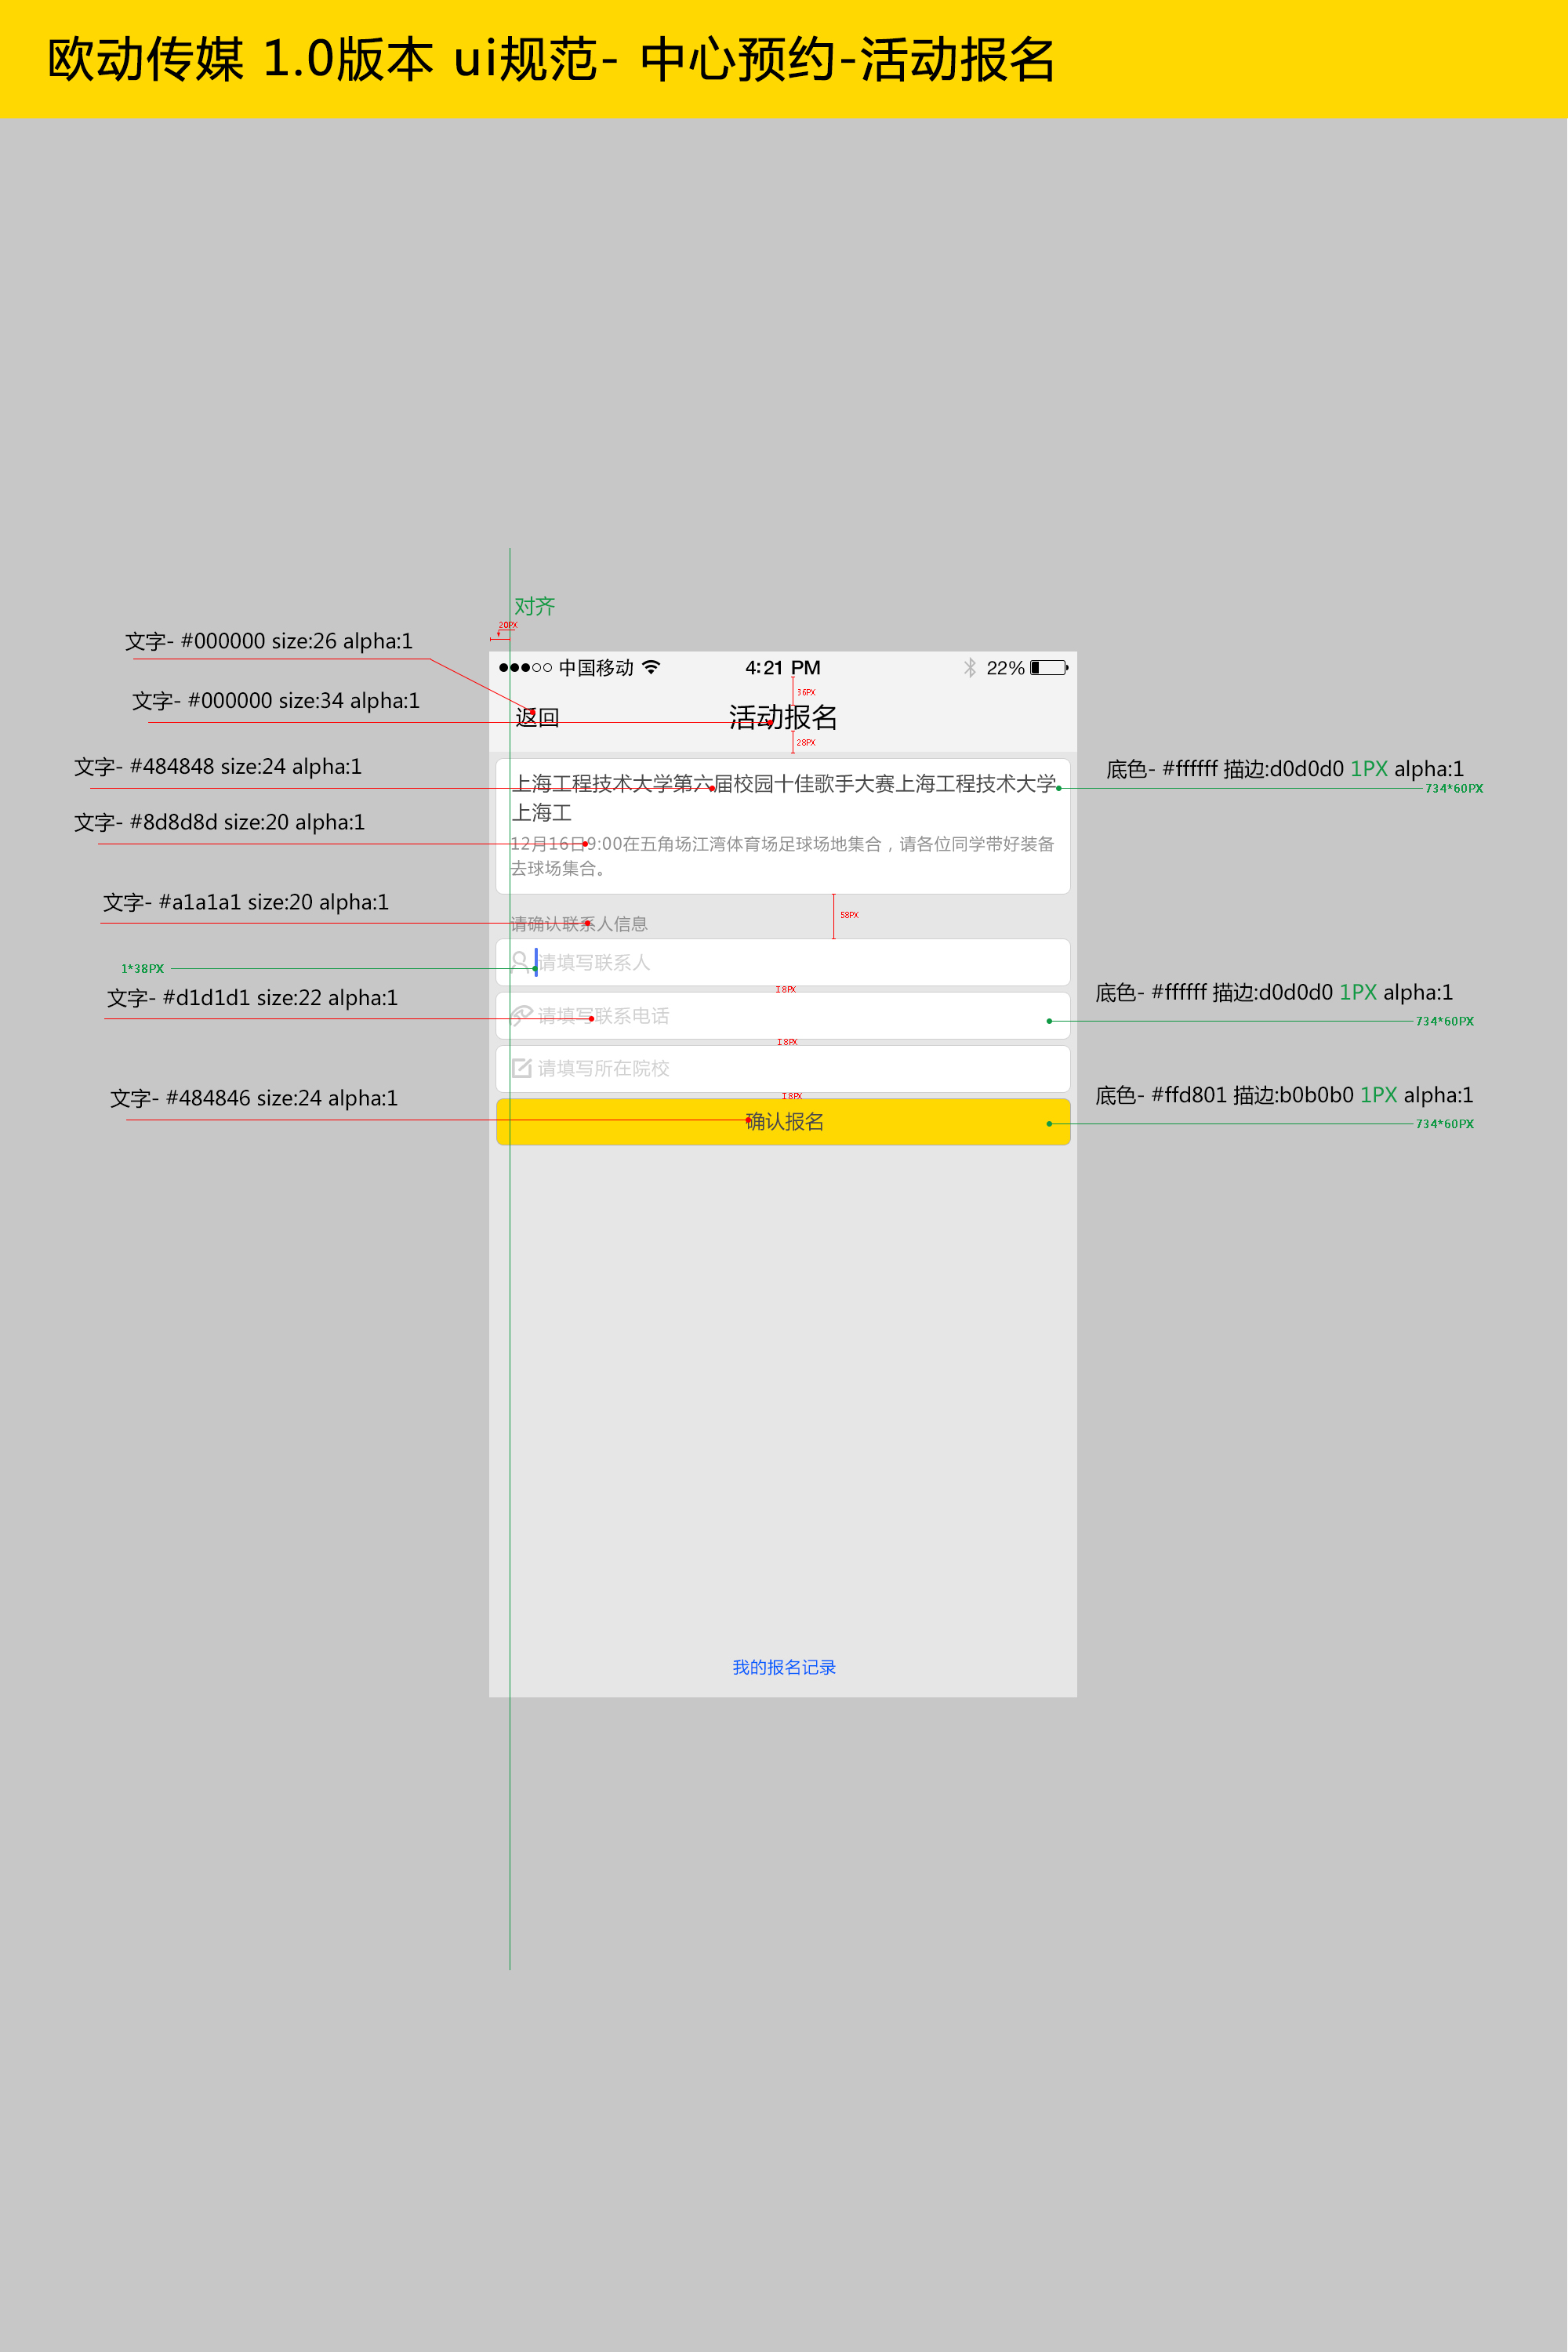 欧动传媒 1.0版本 ui规范- 中心预约-活动报名
对齐
20PX
文字- #000000 size:26 alpha:1
中国移动 4:21 PM 22%
36PX
文字- #000000 size:34 alpha:1
返回 活动报名
28PX
文字- #484848 size:24 alpha:1
底色- #ffffff 描边:d0d0d0 1PX alpha:1
734*60PX
上海工程技术大学第六届校园十佳歌手大赛上海工程技术大学
上海工
文字- #8d8d8d size:20 alpha:1
12月16日9:00在五角场江湾体育场足球场地集合，请各位同学带好装备
去球场集合。
文字- #a1a1a1 size:20 alpha:1
58PX
请确认联系人信息
1*38PX
请填写联系人
8PX
文字- #d1d1d1 size:22 alpha:1
底色- #ffffff 描边:d0d0d0 1PX alpha:1
734*60PX
请填写联系电话
8PX
请填写所在院校
8PX
文字- #484846 size:24 alpha:1
底色- #ffd801 描边:b0b0b0 1PX alpha:1
734*60PX
确认报名
我的报名记录